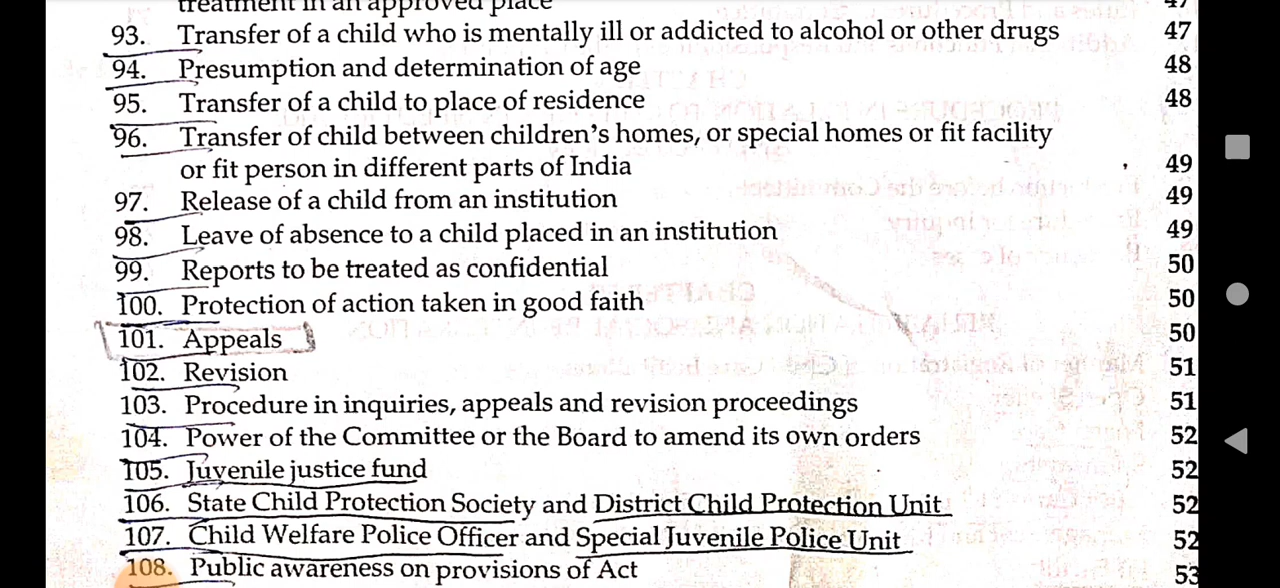 treatment in an approved place 47
93. Transfer of a child who is mentally ill or addicted to alcohol or other drugs 47
94. Presumption and determination of age 48
95. Transfer of a child to place of residence 48
96. Transfer of child between children's homes, or special homes or fit facility
or fit person in different parts of India 49
97. Release of a child from an institution 49
98. Leave of absence to a child placed in an institution 49
99. Reports to be treated as confidential 50
100. Protection of action taken in good faith 50
101. Appeals 50
102. Revision 51
103. Procedure in inquiries, appeals and revision proceedings 51
104. Power of the Committee or the Board to amend its own orders 52
105. Juvenile justice fund 52
106. State Child Protection Society and District Child Protection Unit 52
107. Child Welfare Police Officer and Special Juvenile Police Unit 52
108. Public awareness on provisions of Act 53